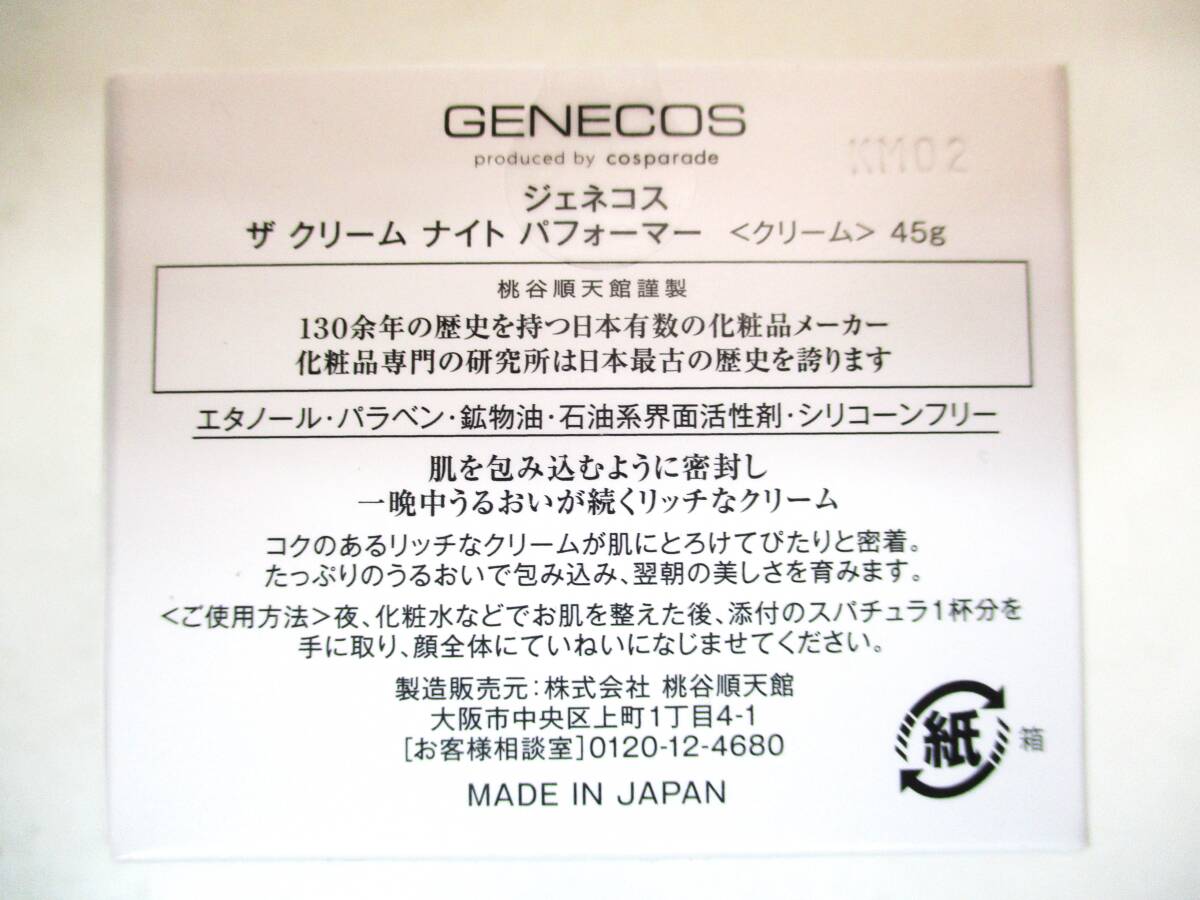 GENECOS
produced by cosparade
KM02
ジェネコス
ザ クリーム ナイト パフォーマー <クリーム> 45g
桃谷順天館謹製
130余年の歴史を持つ日本有数の化粧品メーカー
化粧品専門の研究所は日本最古の歴史を誇ります
エタノール・パラベン・鉱物油・石油系界面活性剤・シリコーンフリー
肌を包み込むように密封し
一晩中うるおいが続くリッチなクリーム
コクのあるリッチなクリームが肌にとろけてぴたりと密着。
たっぷりのうるおいで包み込み、翌朝の美しさを育みます。
<ご使用方法>夜、化粧水などでお肌を整えた後、添付のスパチュラ1杯分を
手に取り、顔全体にていねいになじませてください。
製造販売元:株式会社 桃谷順天館
大阪市中央区上町1丁目4-1
[お客様相談室]0120-12-4680
MADE IN JAPAN
紙
箱